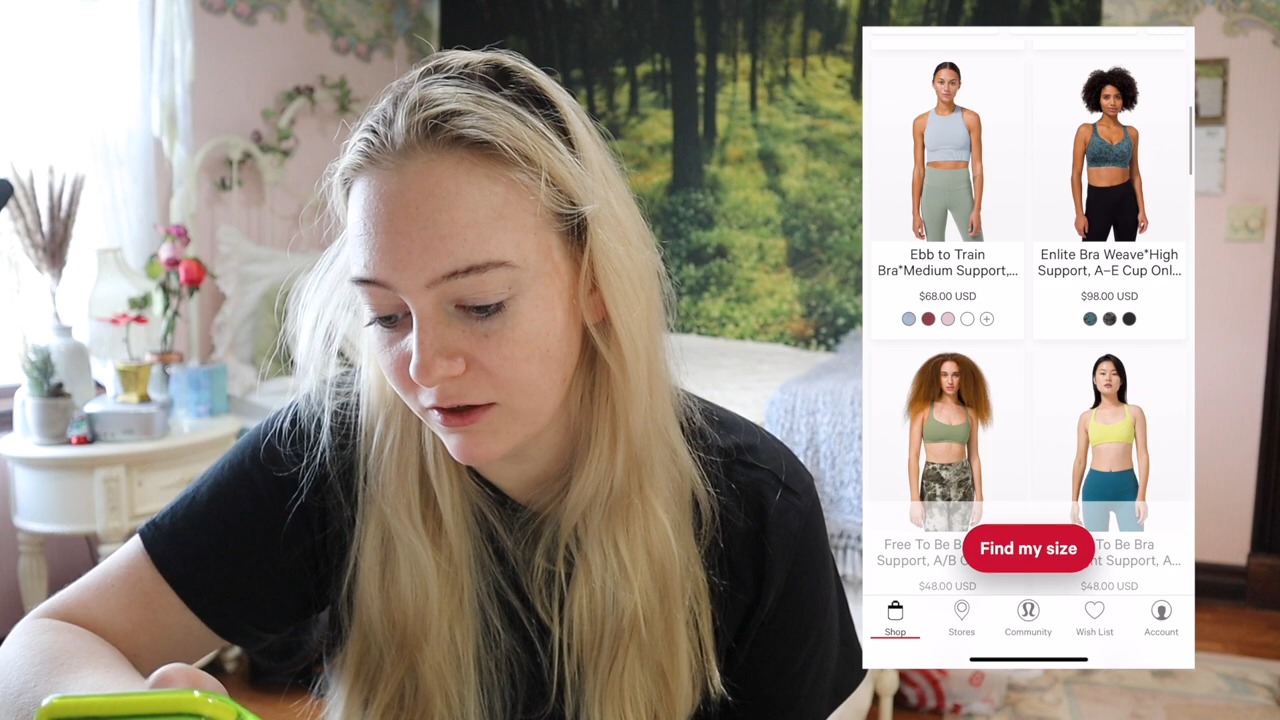 Ebb to Train
Bra*Medium Support,...
$68.00 USD
Enlite Bra Weave*High
Support, A–E Cup Onl...
$98.00 USD
Free To Be B
Support, A/B C
$48.00 USD
To Be Bra
nt Support, A...
$48.00 USD
Find my size
Shop
Stores
Community
Wish List
Account